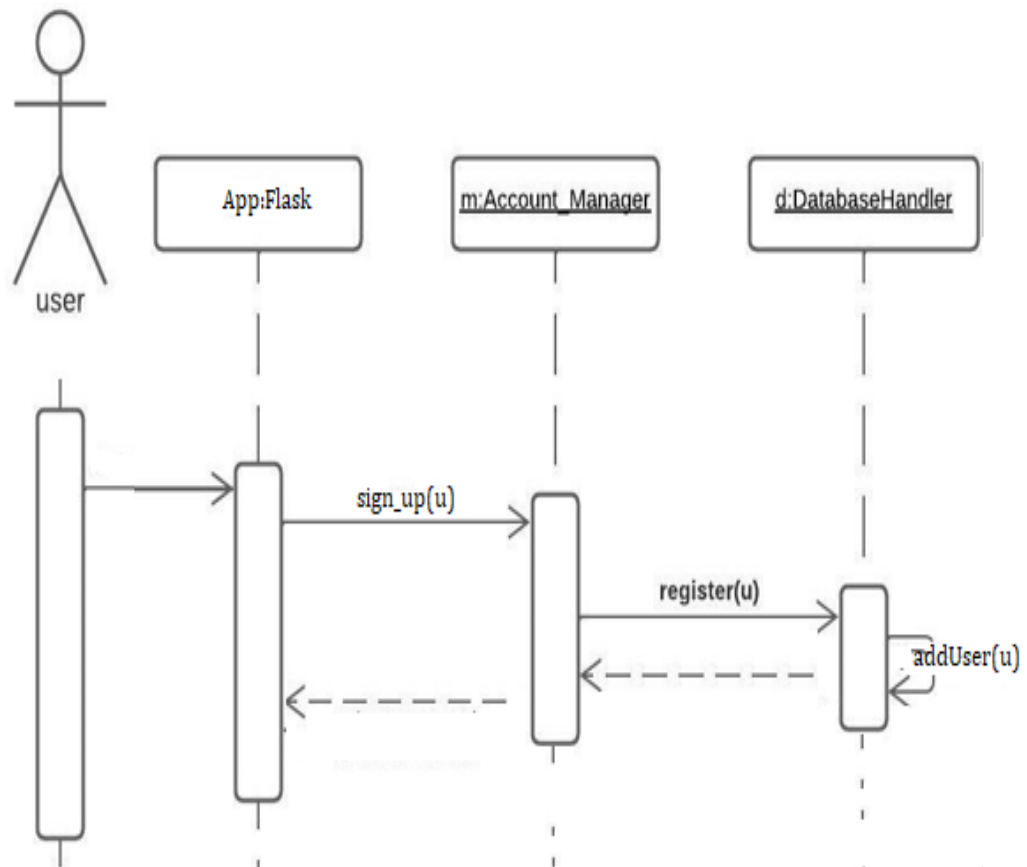 App:Flask
m:Account_Manager
d:DatabaseHandler
user
sign_up(u)
register(u)
addUser(u)